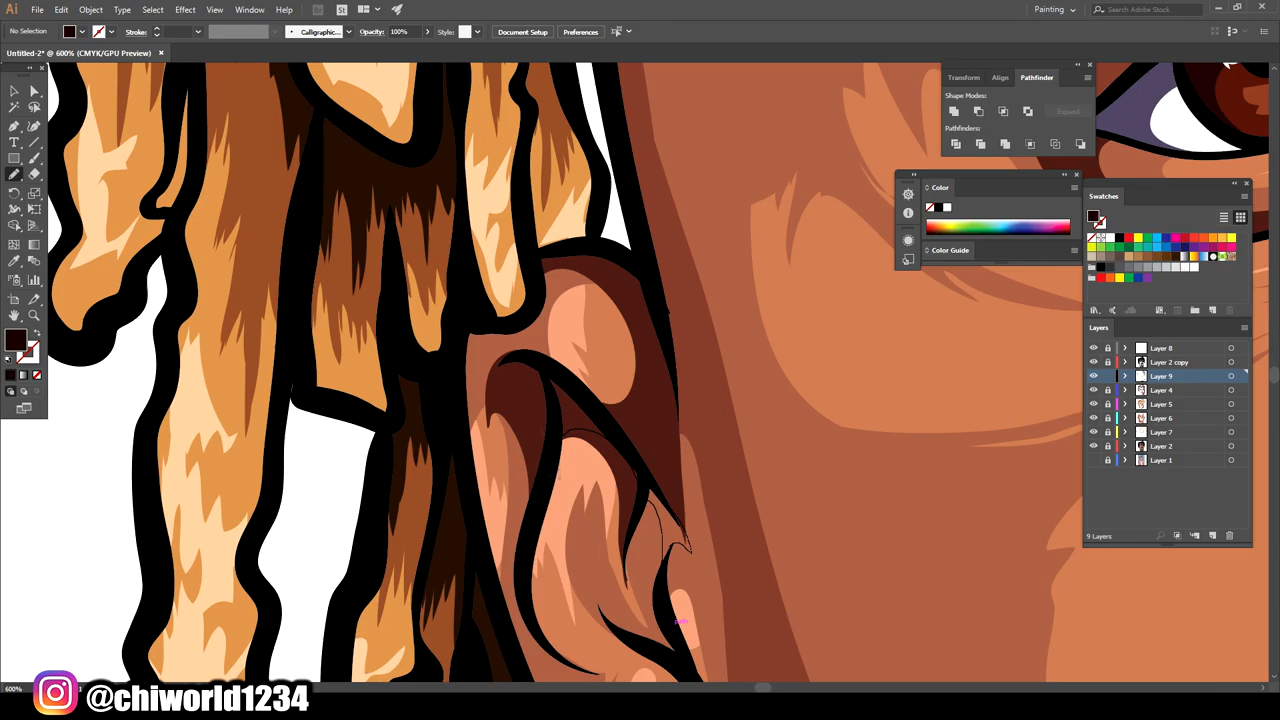 Ai File Edit Object Type Select Effect View Window Help Br St Painting Search Adobe Stock
No Selection Stroke: Calligraphic... Opacity: 100% Style: Document Setup Preferences
Untitled-2* @ 600% (CMYK/GPU Preview) ×
Transform Align Pathfinder
Shape Modes:
Expand
Pathfinders:
Color
Color Guide
Swatches
Layers
Layer 8
Layer 2 copy
Layer 9
Layer 4
Layer 5
Layer 6
Layer 7
Layer 2
Layer 1
9 Layers
path
600%
@chiworld1234